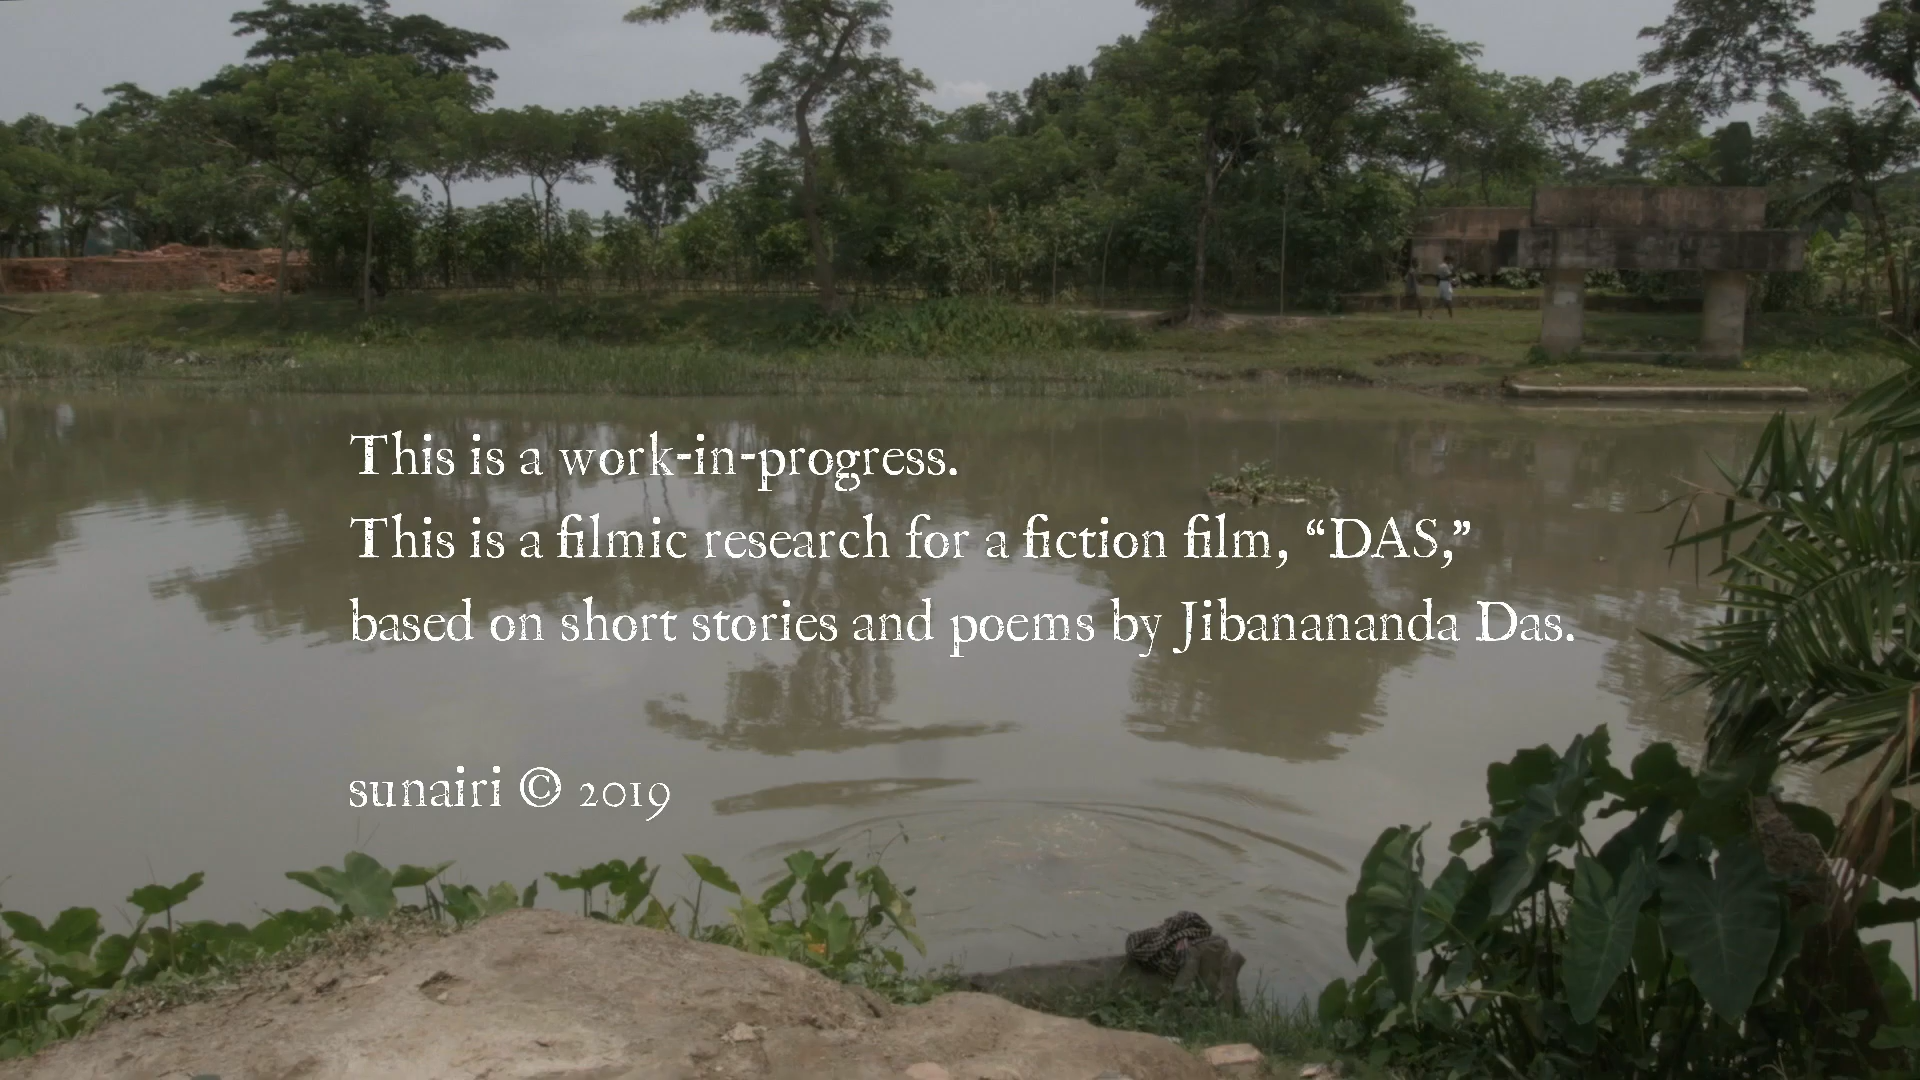 This is a work-in-progress.
This is a filmic research for a fiction film, “DAS,”
based on short stories and poems by Jibanananda Das.
sunairi © 2019